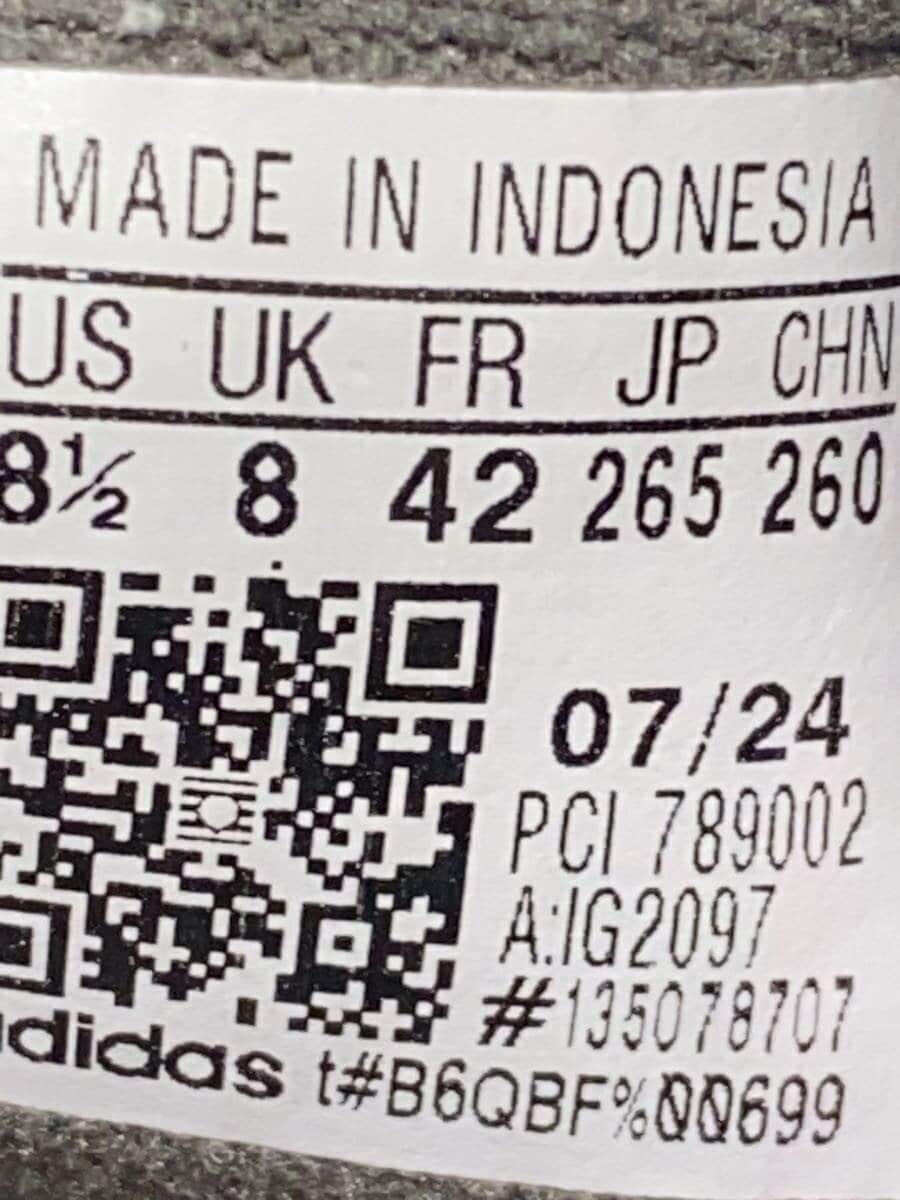 MADE IN INDONESIA
US UK FR JP CHN
8½ 8 42 265 260
07/24
PCI 789002
A:IG2097
#135078707
adidas t#B6QBF%00699